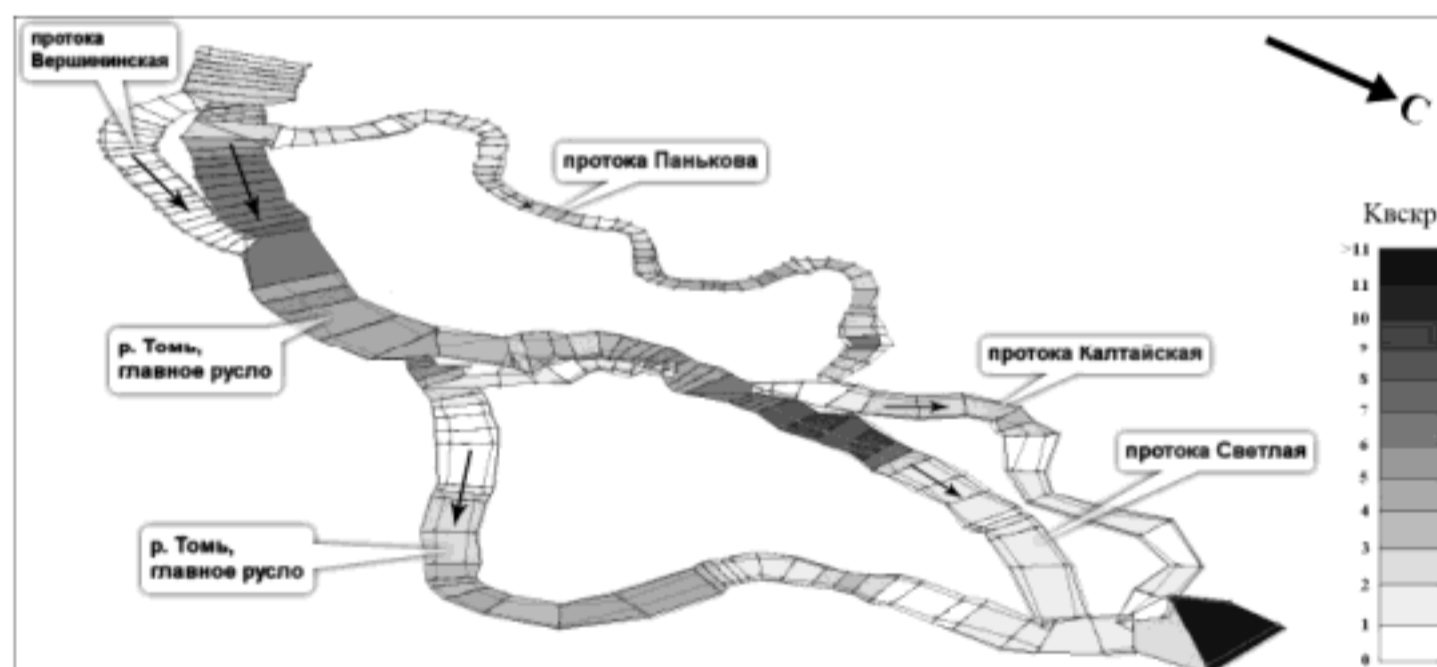 протока
Вершининская
С
протока Панькова
Квскр
>11
11
10
9
8
7
6
5
4
3
2
1
0
р. Томь,
главное русло
протока Калтайская
протока Светлая
р. Томь,
главное русло